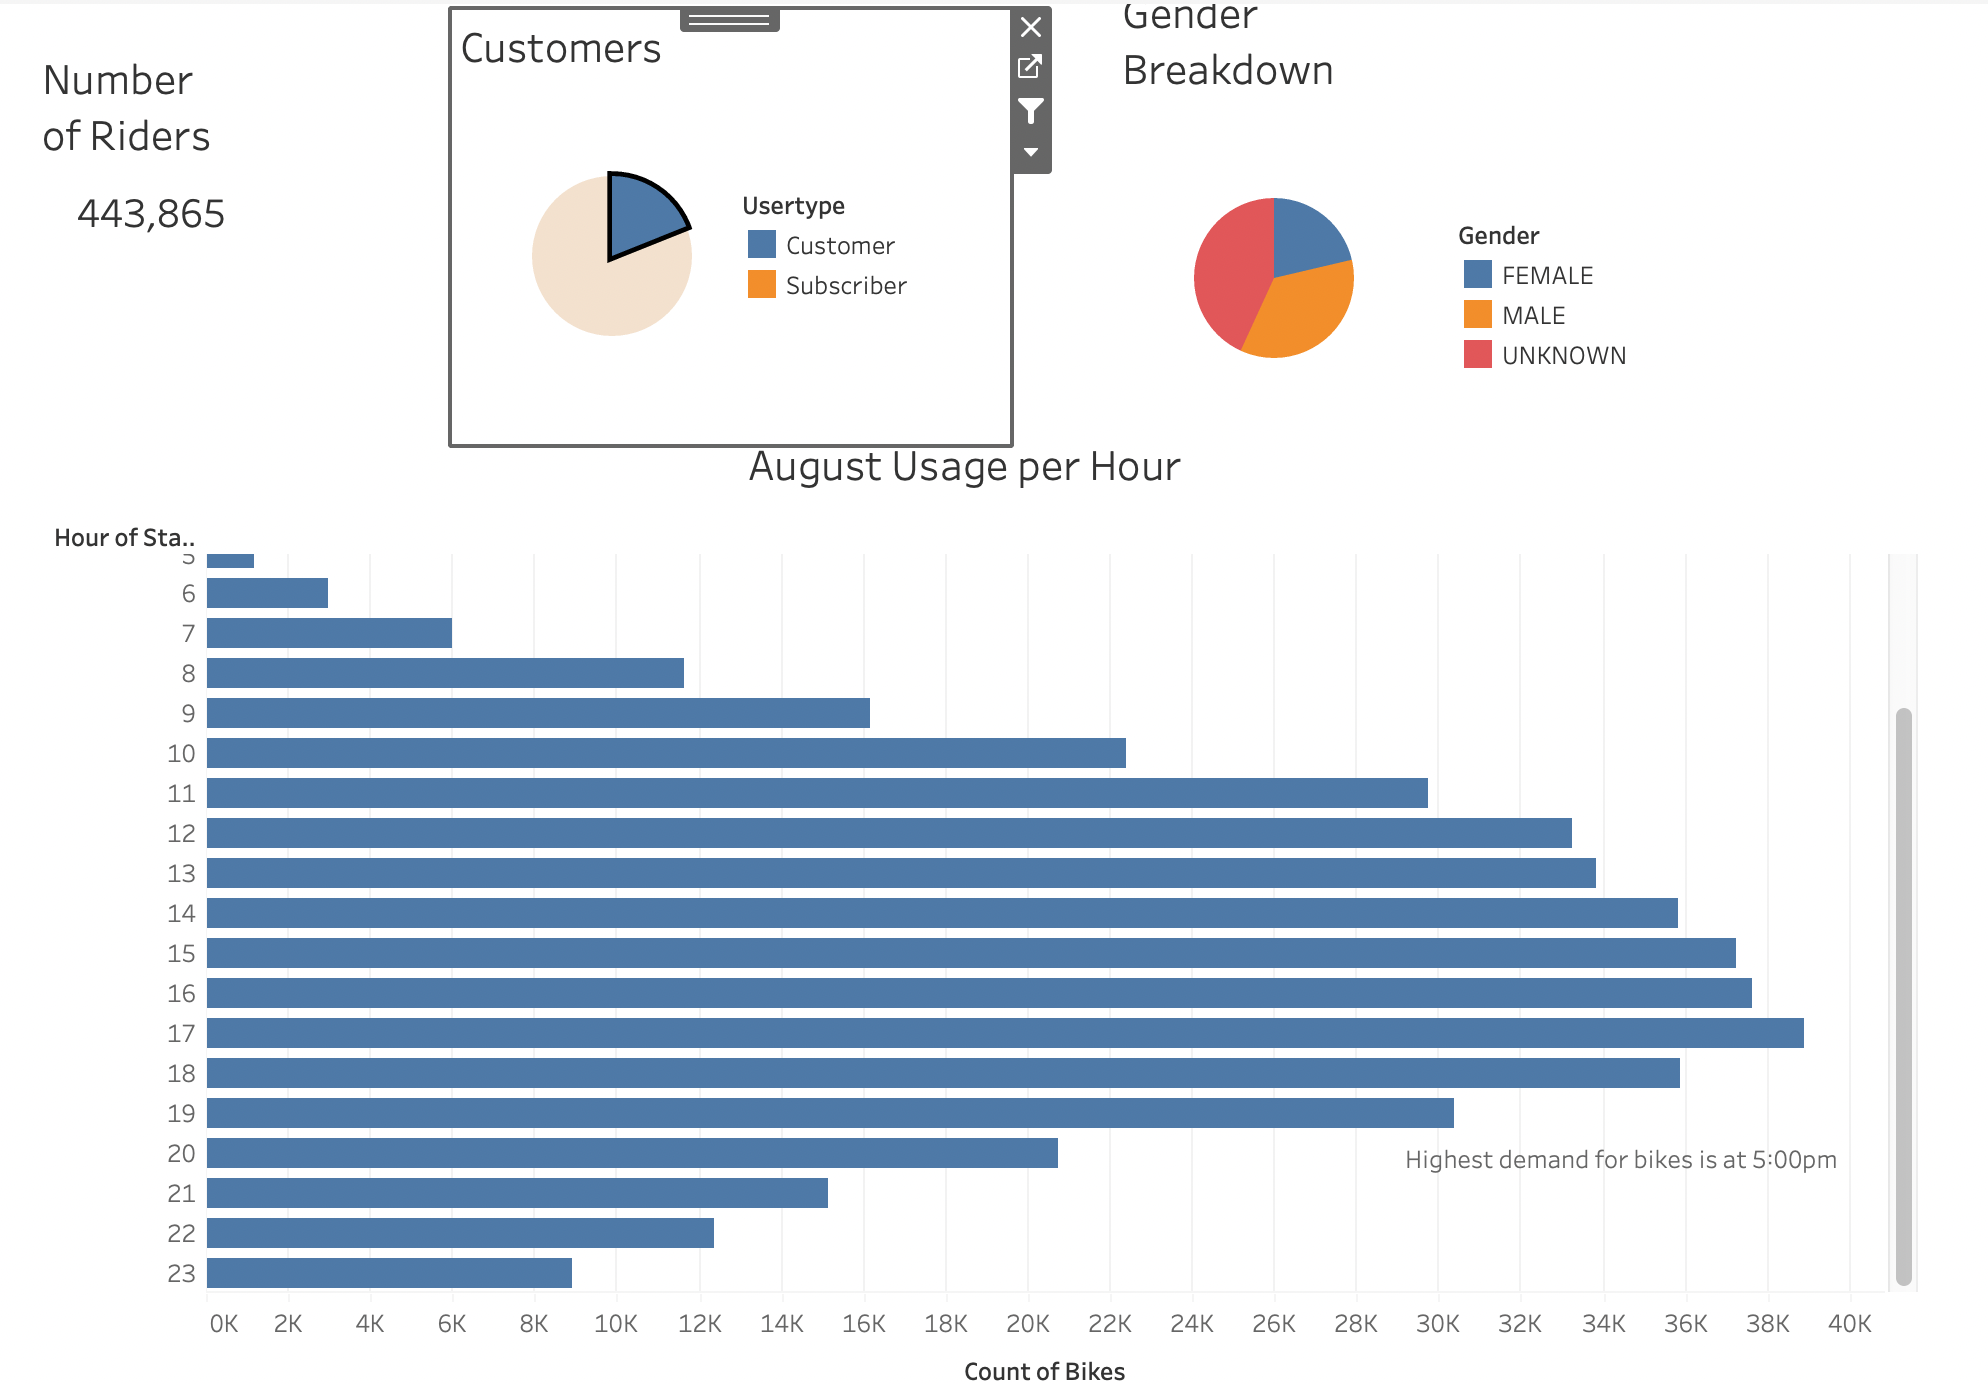 Number
of Riders
443,865
Customers
Usertype
Customer
Subscriber
Gender
Breakdown
Gender
FEMALE
MALE
UNKNOWN
August Usage per Hour
Hour of Sta..
5
6
7
8
9
10
11
12
13
14
15
16
17
18
19
20
21
22
23
Highest demand for bikes is at 5:00pm
0K 2K 4K 6K 8K 10K 12K 14K 16K 18K 20K 22K 24K 26K 28K 30K 32K 34K 36K 38K 40K
Count of Bikes